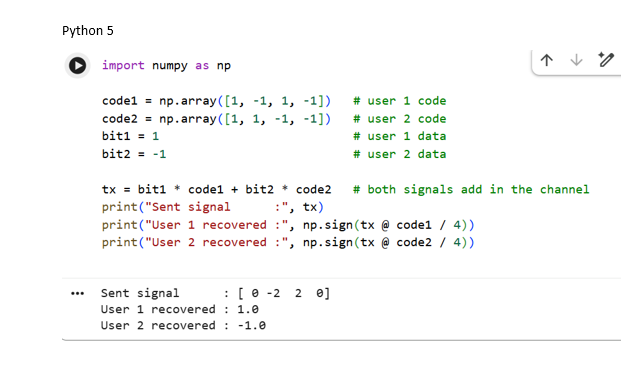 Python 5
import numpy as np
code1 = np.array([1, -1, 1, -1])   # user 1 code
code2 = np.array([1, 1, -1, -1])   # user 2 code
bit1 = 1                           # user 1 data
bit2 = -1                          # user 2 data
tx = bit1 * code1 + bit2 * code2   # both signals add in the channel
print("Sent signal      :", tx)
print("User 1 recovered :", np.sign(tx @ code1 / 4))
print("User 2 recovered :", np.sign(tx @ code2 / 4))
Sent signal      : [ 0 -2  2  0]
User 1 recovered : 1.0
User 2 recovered : -1.0